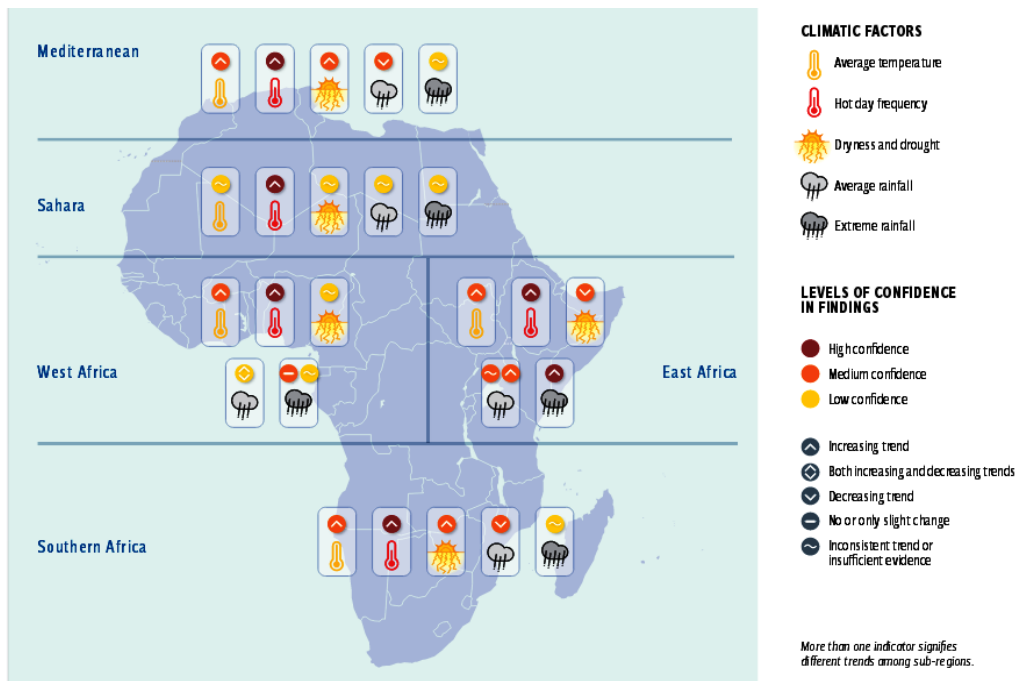 Mediterranean
Sahara
West Africa
East Africa
Southern Africa
CLIMATIC FACTORS
Average temperature
Hot day frequency
Dryness and drought
Average rainfall
Extreme rainfall
LEVELS OF CONFIDENCE
IN FINDINGS
High confidence
Medium confidence
Low confidence
Increasing trend
Both increasing and decreasing trends
Decreasing trend
No or only slight change
Inconsistent trend or
insufficient evidence
More than one indicator signifies
different trends among sub-regions.